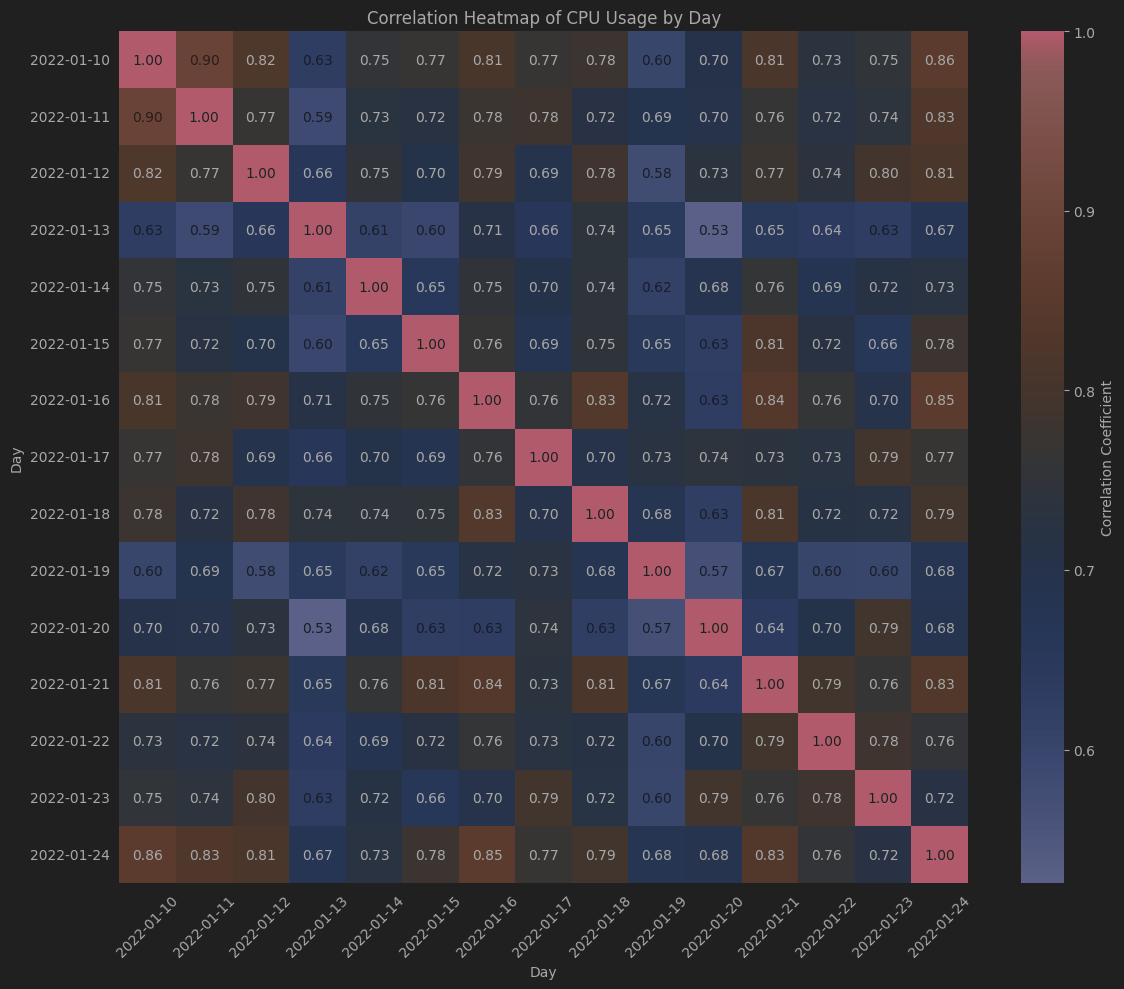 Correlation Heatmap of CPU Usage by Day
2022-01-10 1.00 0.90 0.82 0.63 0.75 0.77 0.81 0.77 0.78 0.60 0.70 0.81 0.73 0.75 0.86
2022-01-11 0.90 1.00 0.77 0.59 0.73 0.72 0.78 0.78 0.72 0.69 0.70 0.76 0.72 0.74 0.83
2022-01-12 0.82 0.77 1.00 0.66 0.75 0.70 0.79 0.69 0.78 0.58 0.73 0.77 0.74 0.80 0.81
2022-01-13 0.63 0.59 0.66 1.00 0.61 0.60 0.71 0.66 0.74 0.65 0.53 0.65 0.64 0.63 0.67
2022-01-14 0.75 0.73 0.75 0.61 1.00 0.65 0.75 0.70 0.74 0.62 0.68 0.76 0.69 0.72 0.73
2022-01-15 0.77 0.72 0.70 0.60 0.65 1.00 0.76 0.69 0.75 0.65 0.63 0.81 0.72 0.66 0.78
2022-01-16 0.81 0.78 0.79 0.71 0.75 0.76 1.00 0.76 0.83 0.72 0.63 0.84 0.76 0.70 0.85
2022-01-17 0.77 0.78 0.69 0.66 0.70 0.69 0.76 1.00 0.70 0.73 0.74 0.73 0.73 0.79 0.77
2022-01-18 0.78 0.72 0.78 0.74 0.74 0.75 0.83 0.70 1.00 0.68 0.63 0.81 0.72 0.72 0.79
2022-01-19 0.60 0.69 0.58 0.65 0.62 0.65 0.72 0.73 0.68 1.00 0.57 0.67 0.60 0.60 0.68
2022-01-20 0.70 0.70 0.73 0.53 0.68 0.63 0.63 0.74 0.63 0.57 1.00 0.64 0.70 0.79 0.68
2022-01-21 0.81 0.76 0.77 0.65 0.76 0.81 0.84 0.73 0.81 0.67 0.64 1.00 0.79 0.76 0.83
2022-01-22 0.73 0.72 0.74 0.64 0.69 0.72 0.76 0.73 0.72 0.60 0.70 0.79 1.00 0.78 0.76
2022-01-23 0.75 0.74 0.80 0.63 0.72 0.66 0.70 0.79 0.72 0.60 0.79 0.76 0.78 1.00 0.72
2022-01-24 0.86 0.83 0.81 0.67 0.73 0.78 0.85 0.77 0.79 0.68 0.68 0.83 0.76 0.72 1.00
Day
2022-01-10 2022-01-11 2022-01-12 2022-01-13 2022-01-14 2022-01-15 2022-01-16 2022-01-17 2022-01-18 2022-01-19 2022-01-20 2022-01-21 2022-01-22 2022-01-23 2022-01-24
Day
1.0
0.9
0.8
0.7
0.6
Correlation Coefficient